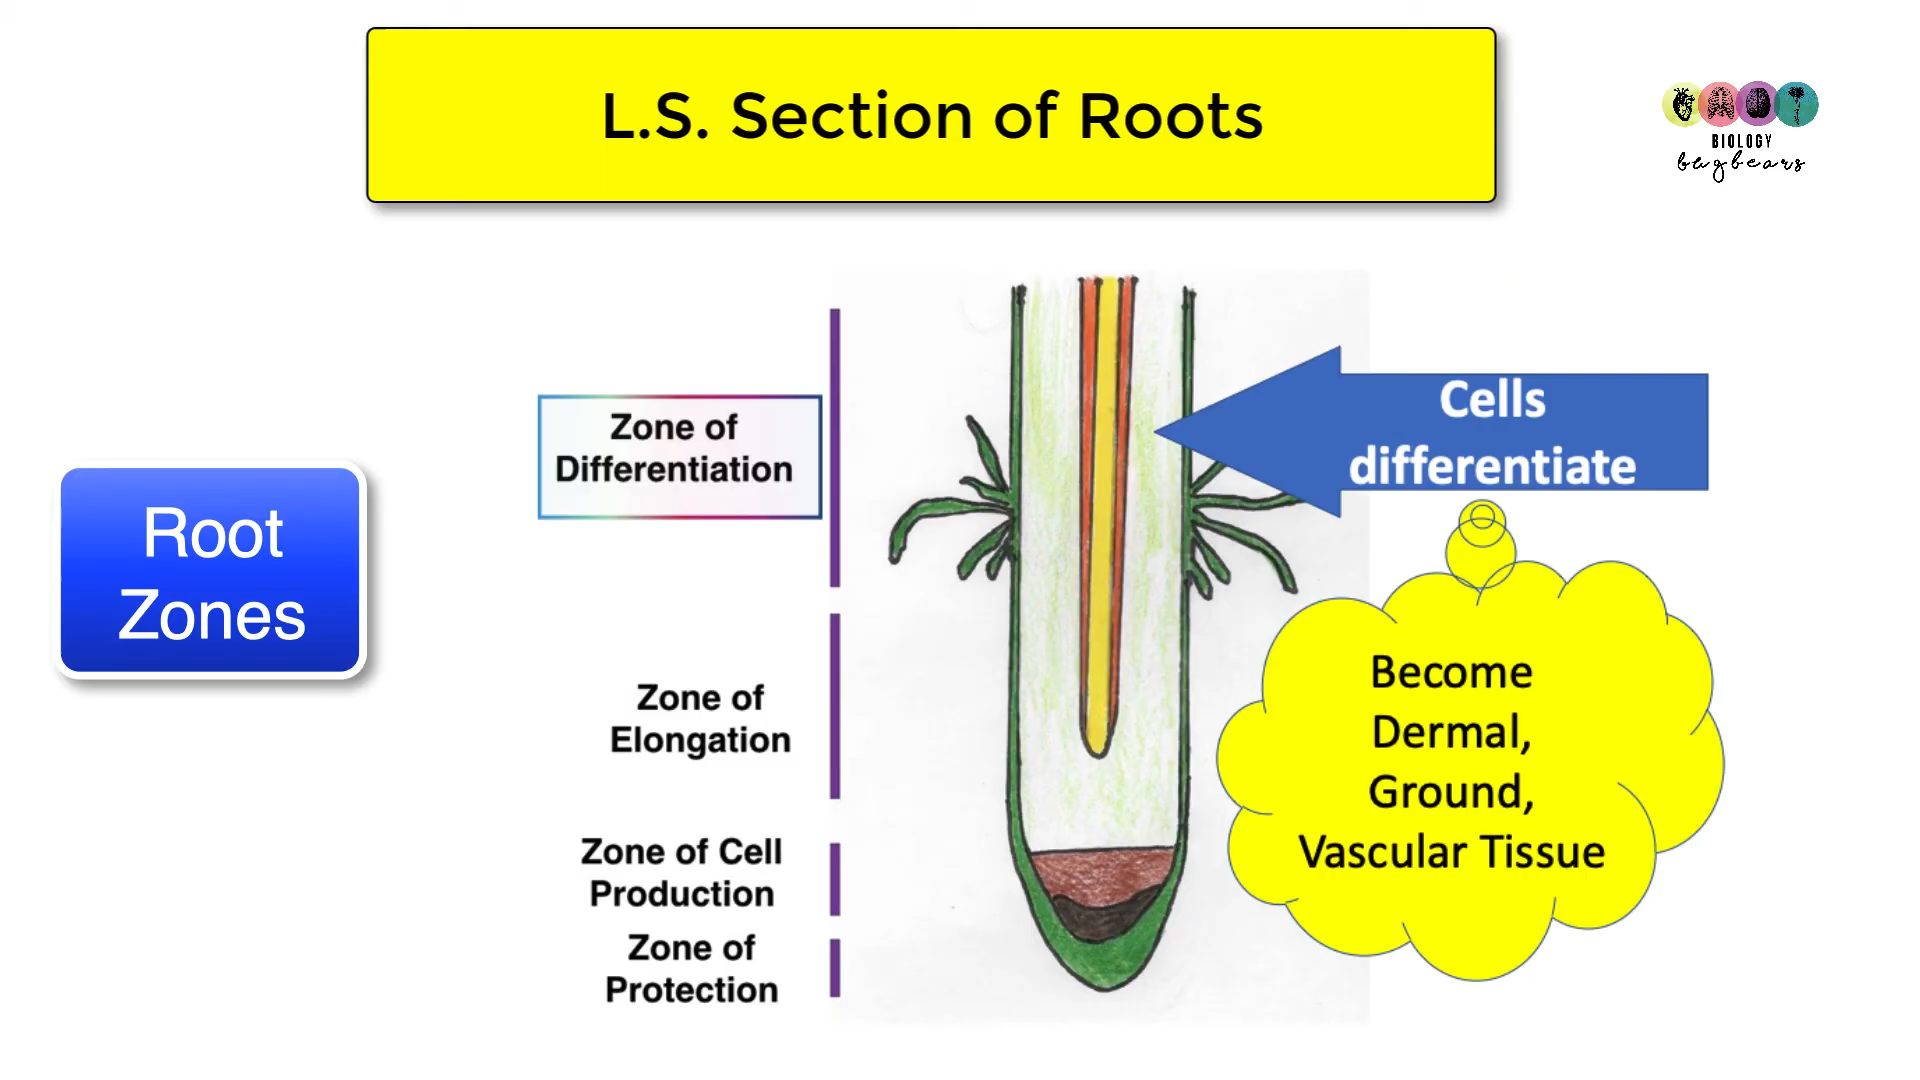 L.S. Section of Roots
BIOLOGY
bugbears
Root
Zones
Zone of
Differentiation
Zone of
Elongation
Zone of Cell
Production
Zone of
Protection
Cells
differentiate
Become
Dermal,
Ground,
Vascular Tissue